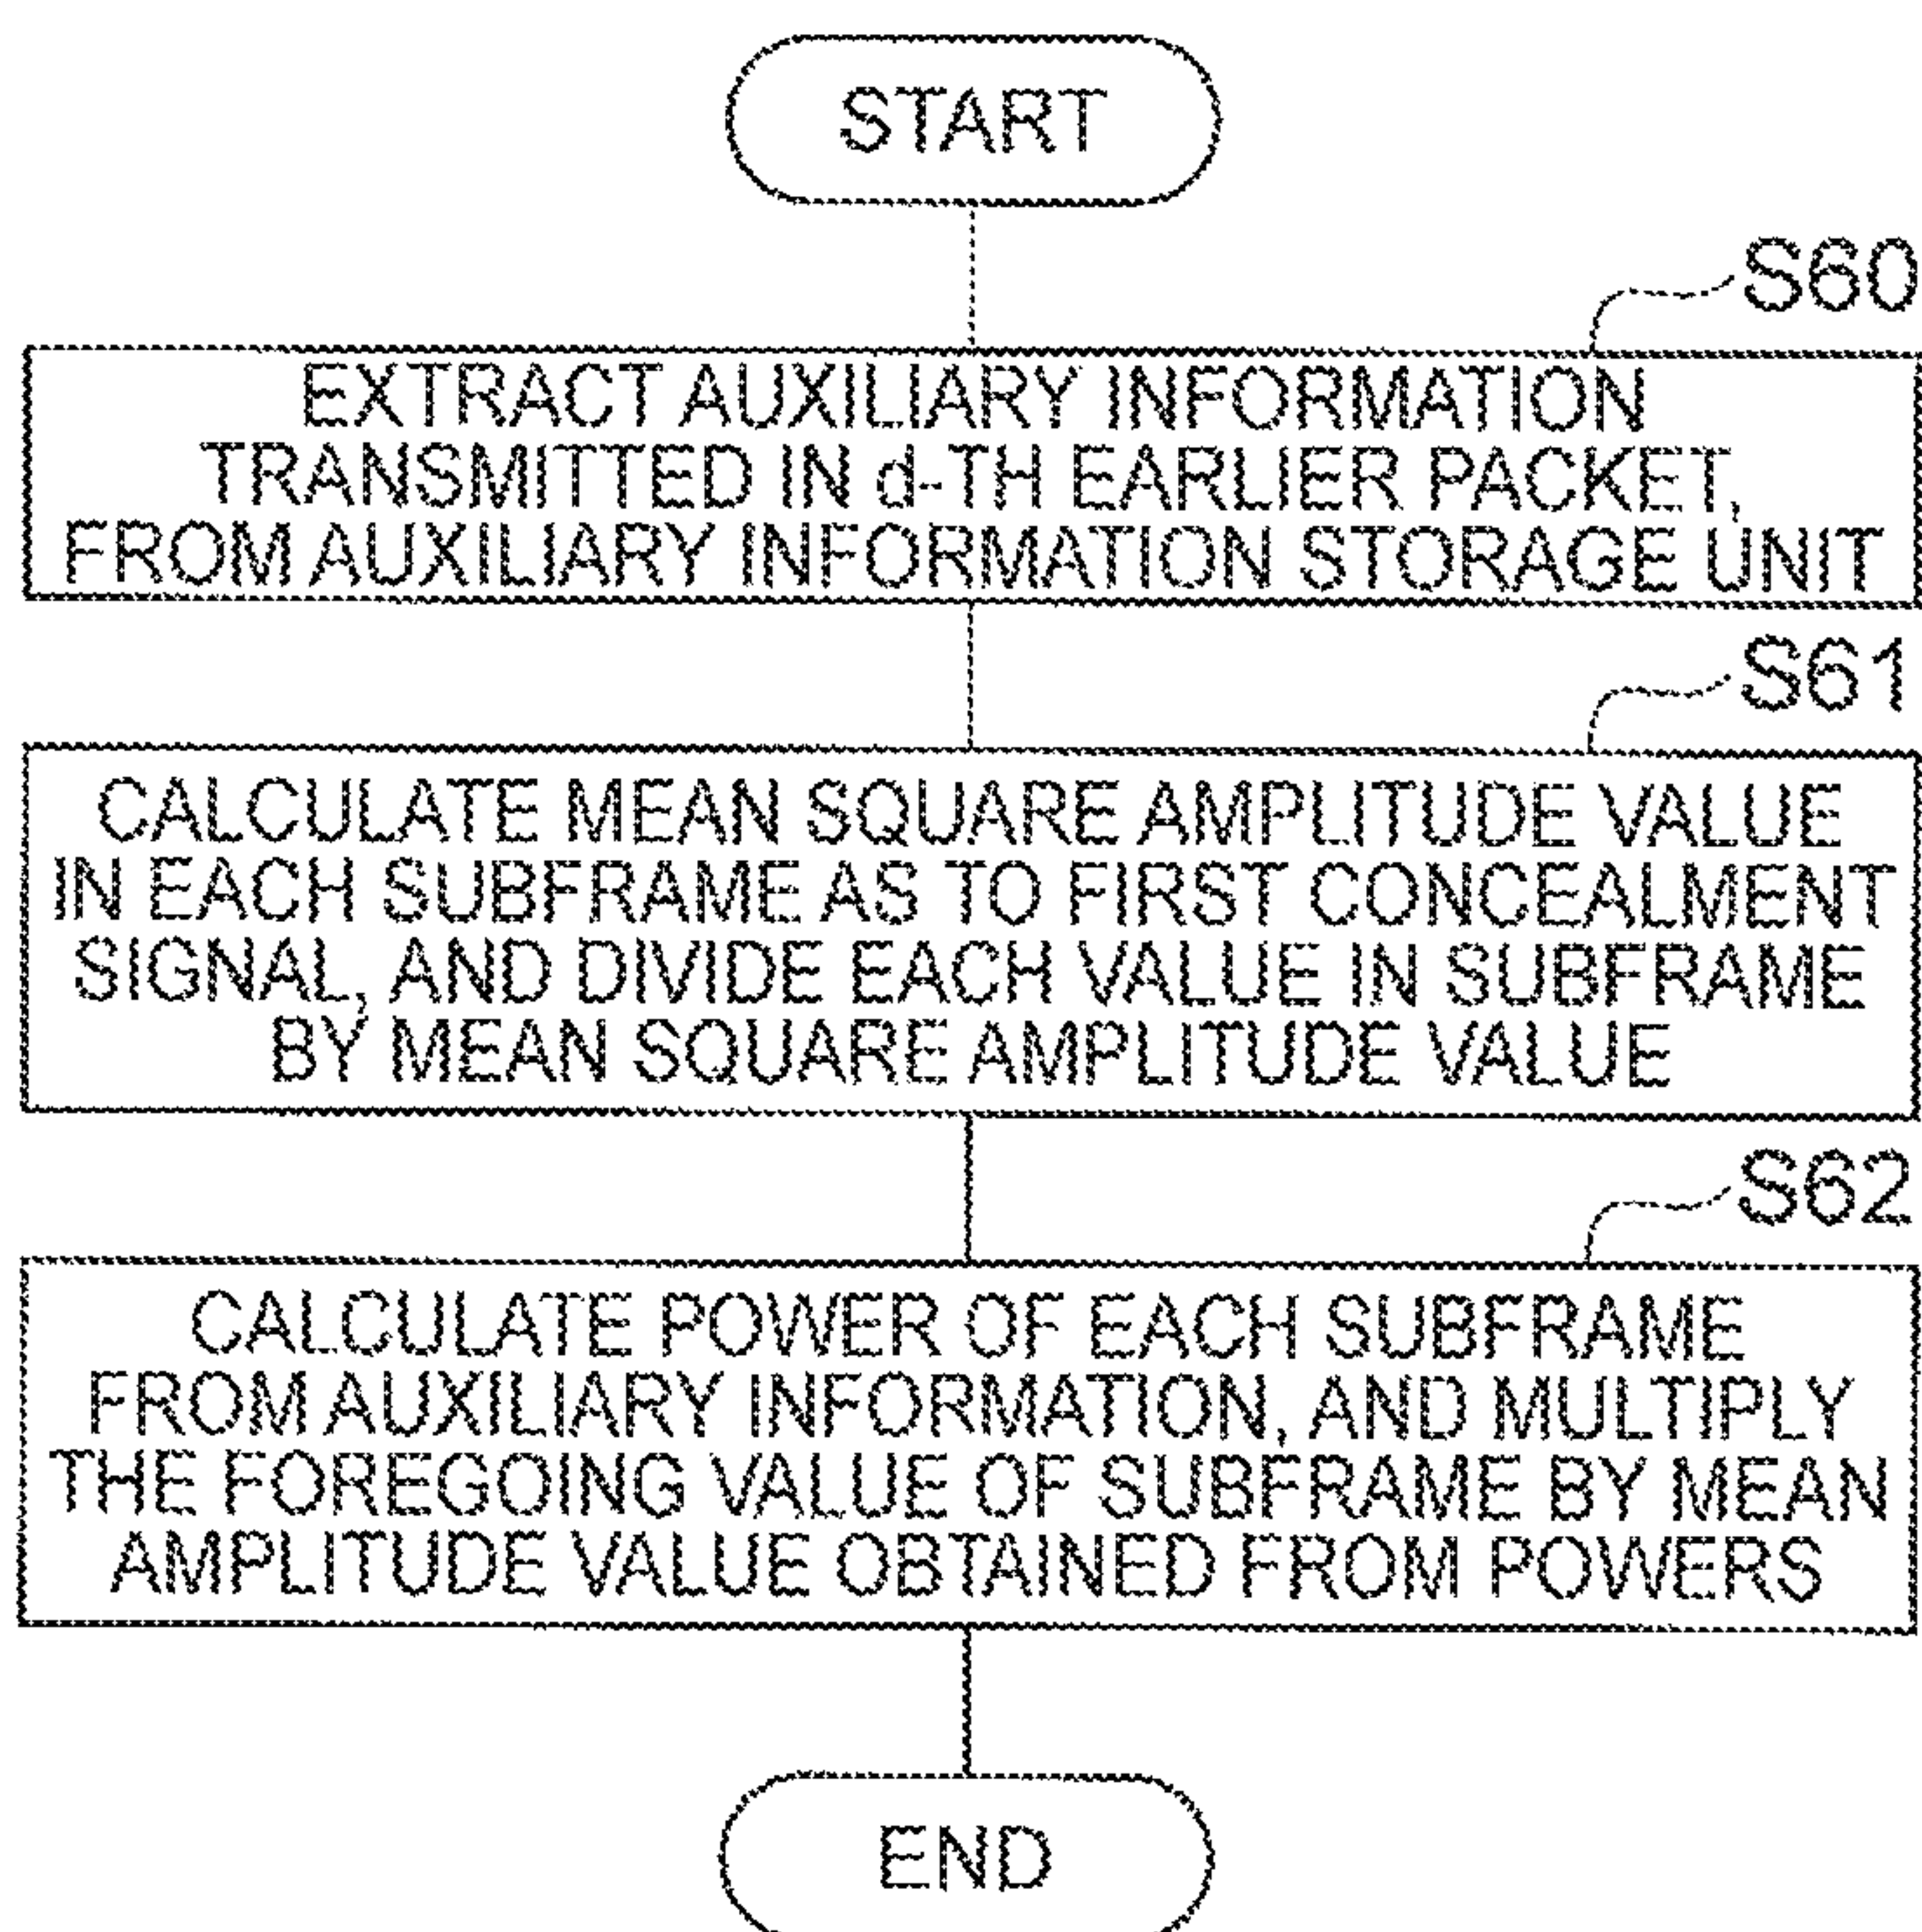 START
S60
EXTRACT AUXILIARY INFORMATION
TRANSMITTED IN d-TH EARLIER PACKET,
FROM AUXILIARY INFORMATION STORAGE UNIT
S61
CALCULATE MEAN SQUARE AMPLITUDE VALUE
IN EACH SUBFRAME AS TO FIRST CONCEALMENT
SIGNAL, AND DIVIDE EACH VALUE IN SUBFRAME
BY MEAN SQUARE AMPLITUDE VALUE
S62
CALCULATE POWER OF EACH SUBFRAME
FROM AUXILIARY INFORMATION, AND MULTIPLY
THE FOREGOING VALUE OF SUBFRAME BY MEAN
AMPLITUDE VALUE OBTAINED FROM POWERS
END